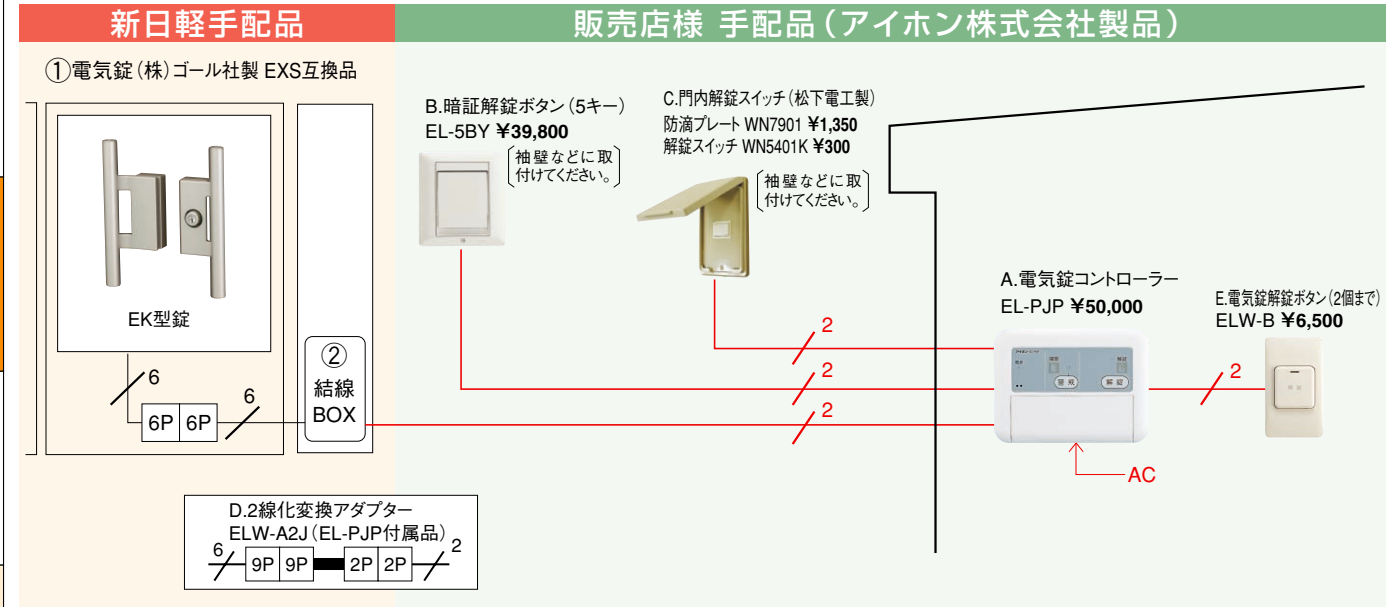 新日軽手配品
販売店様 手配品（アイホン株式会社製品）
①電気錠（株）ゴール社製 EXS互換品
EK型錠
6
6P 6P
6
②
結線
BOX
B.暗証解錠ボタン（5キー）
EL-5BY ¥39,800
袖壁などに取
付けてください。
C.門内解錠スイッチ（松下電工製）
防滴プレート WN7901 ¥1,350
解錠スイッチ WN5401K ¥300
袖壁などに取
付けてください。
2
2
2
A.電気錠コントローラー
EL-PJP ¥50,000
警戒
解錠
AC
E.電気錠解錠ボタン（2個まで）
ELW-B ¥6,500
2
D.2線化変換アダプター
ELW-A2J（EL-PJP付属品）
6 9P 9P 2P 2P 2